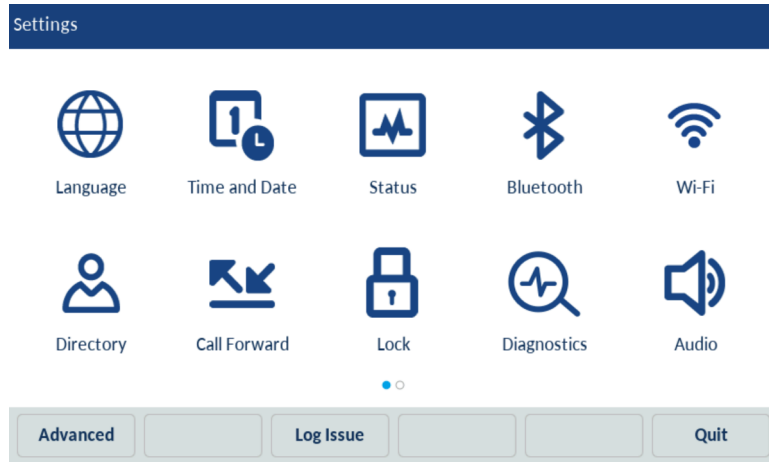 Settings
Language Time and Date Status Bluetooth Wi-Fi
Directory Call Forward Lock Diagnostics Audio
Advanced Log Issue Quit